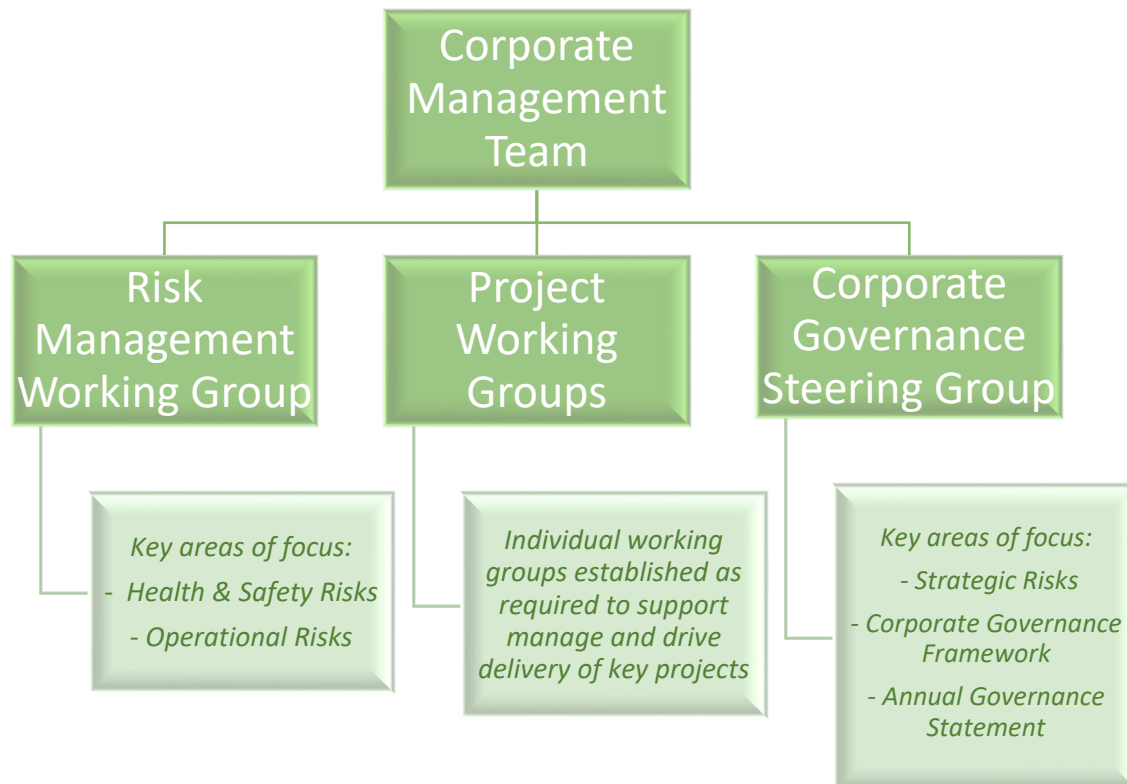 Corporate
Management
Team
Risk
Management
Working Group
Project
Working
Groups
Corporate
Governance
Steering Group
Key areas of focus:
- Health & Safety Risks
- Operational Risks
Individual working
groups established as
required to support
manage and drive
delivery of key projects
Key areas of focus:
- Strategic Risks
- Corporate Governance
Framework
- Annual Governance
Statement